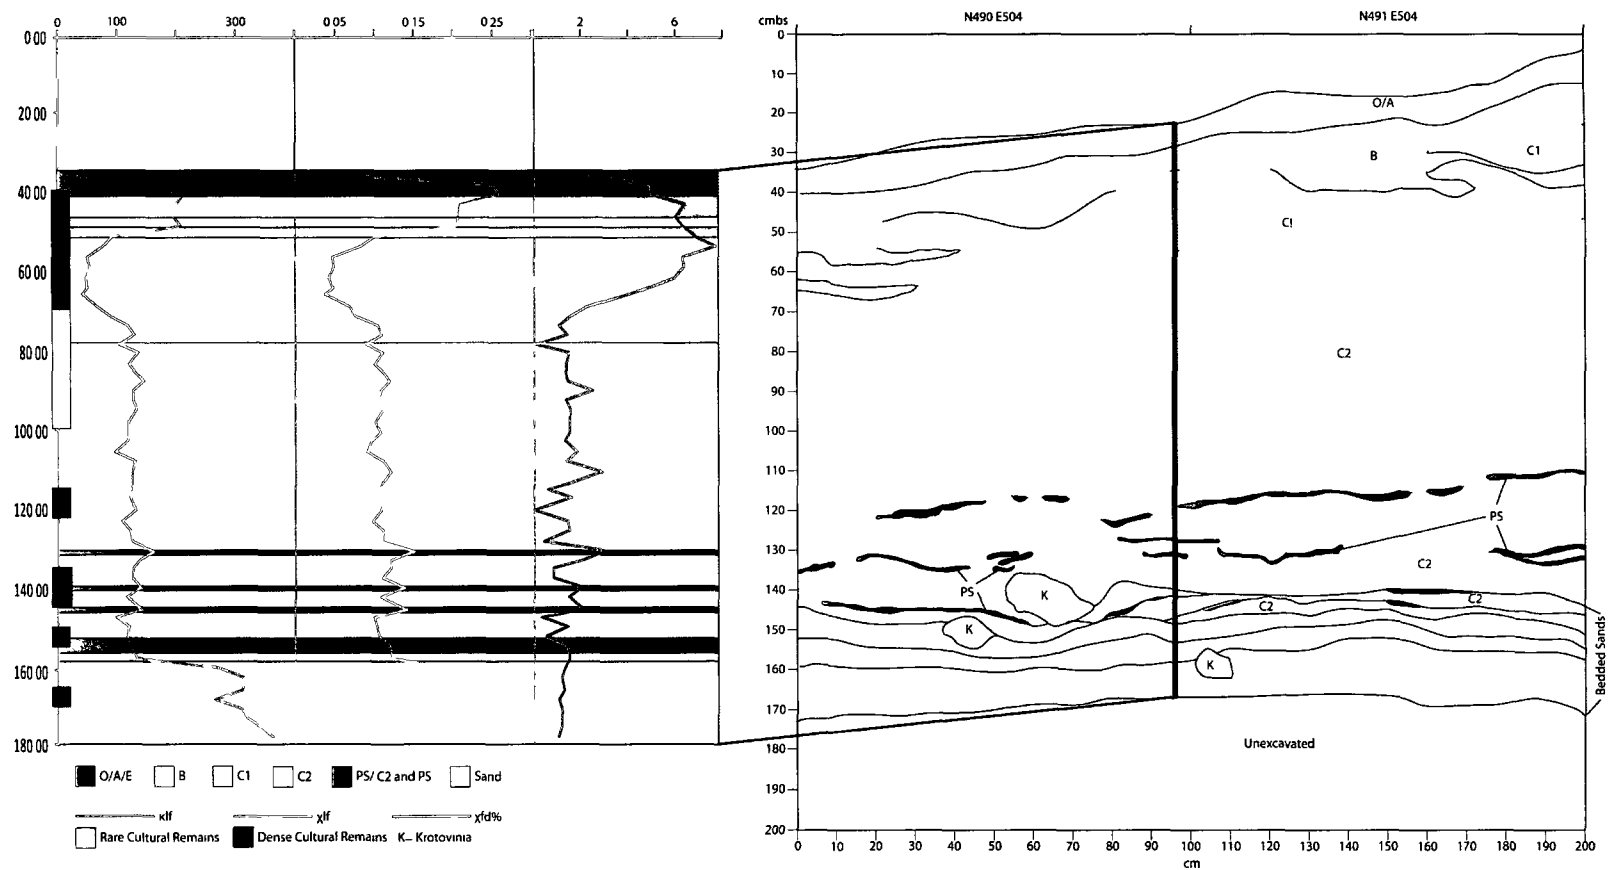 0 100 300 0 05 0 15 0 25 2 6
0 00
20 00
40 00
60 00
80 00
100 00
120 00
140 00
160 00
180 00
O/A/E B C1 C2 PS/ C2 and PS Sand
κlf χlf χfd%
Rare Cultural Remains Dense Cultural Remains K– Krotovinia
cmbs N490 E504 N491 E504
0
10
O/A
20
30 B C1
40
C!
50
60
70
80 C2
90
100
110
120 PS
130
C2
140 PS K
C2 C2
150 K
160 K
170
180 Unexcavated
190
200
Bedded Sands
0 10 20 30 40 50 60 70 80 90 100 110 120 130 140 150 160 170 180 190 200
cm